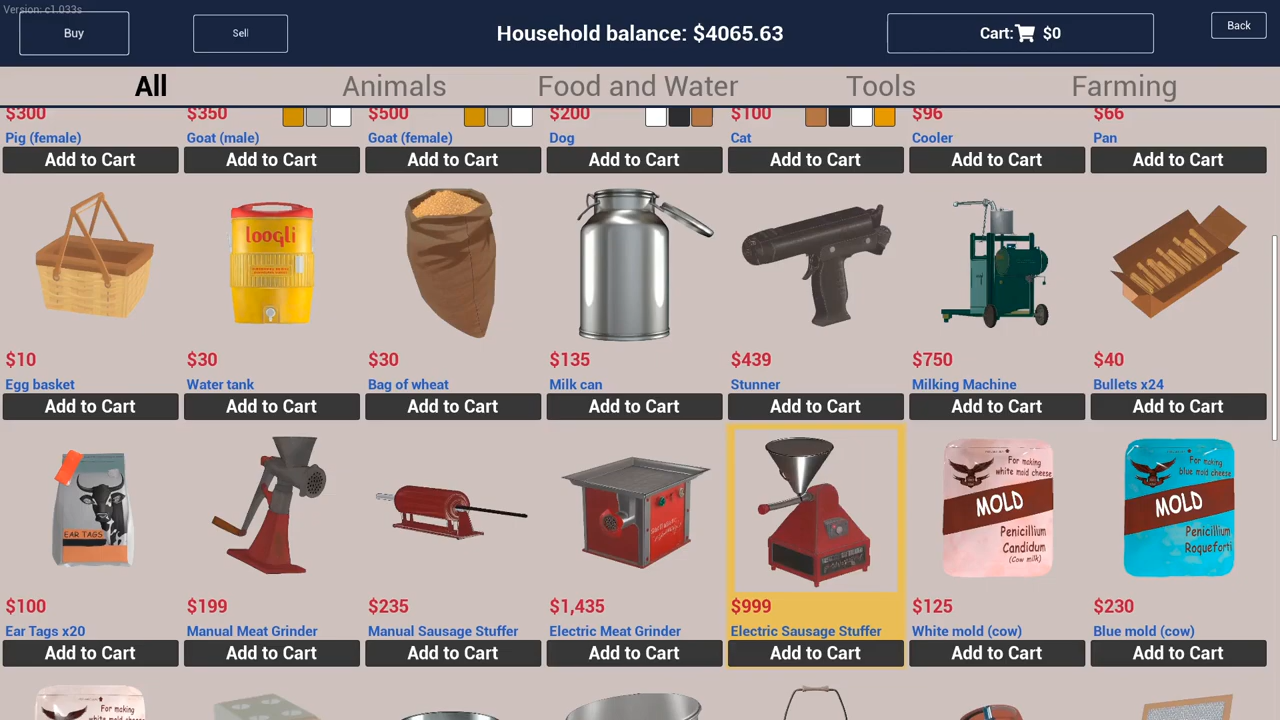 Version: c1.033s
Buy
Sell
Household balance: $4065.63
Cart: $0
Back
All
Animals
Food and Water
Tools
Farming
$300
$350
$500
$200
$100
$96
$66
Pig (female)
Goat (male)
Goat (female)
Dog
Cat
Cooler
Pan
Add to Cart
Add to Cart
Add to Cart
Add to Cart
Add to Cart
Add to Cart
Add to Cart
loogli
$10
$30
$30
$135
$439
$750
$40
Egg basket
Water tank
Bag of wheat
Milk can
Stunner
Milking Machine
Bullets x24
Add to Cart
Add to Cart
Add to Cart
Add to Cart
Add to Cart
Add to Cart
Add to Cart
EAR TAGS
For making
white mold cheese
MOLD
Penicillium
Candidum
(Cow milk)
For making
blue mold cheese
MOLD
Penicillium
Roqueforti
$100
$199
$235
$1,435
$999
$125
$230
Ear Tags x20
Manual Meat Grinder
Manual Sausage Stuffer
Electric Meat Grinder
Electric Sausage Stuffer
White mold (cow)
Blue mold (cow)
Add to Cart
Add to Cart
Add to Cart
Add to Cart
Add to Cart
Add to Cart
Add to Cart
For making